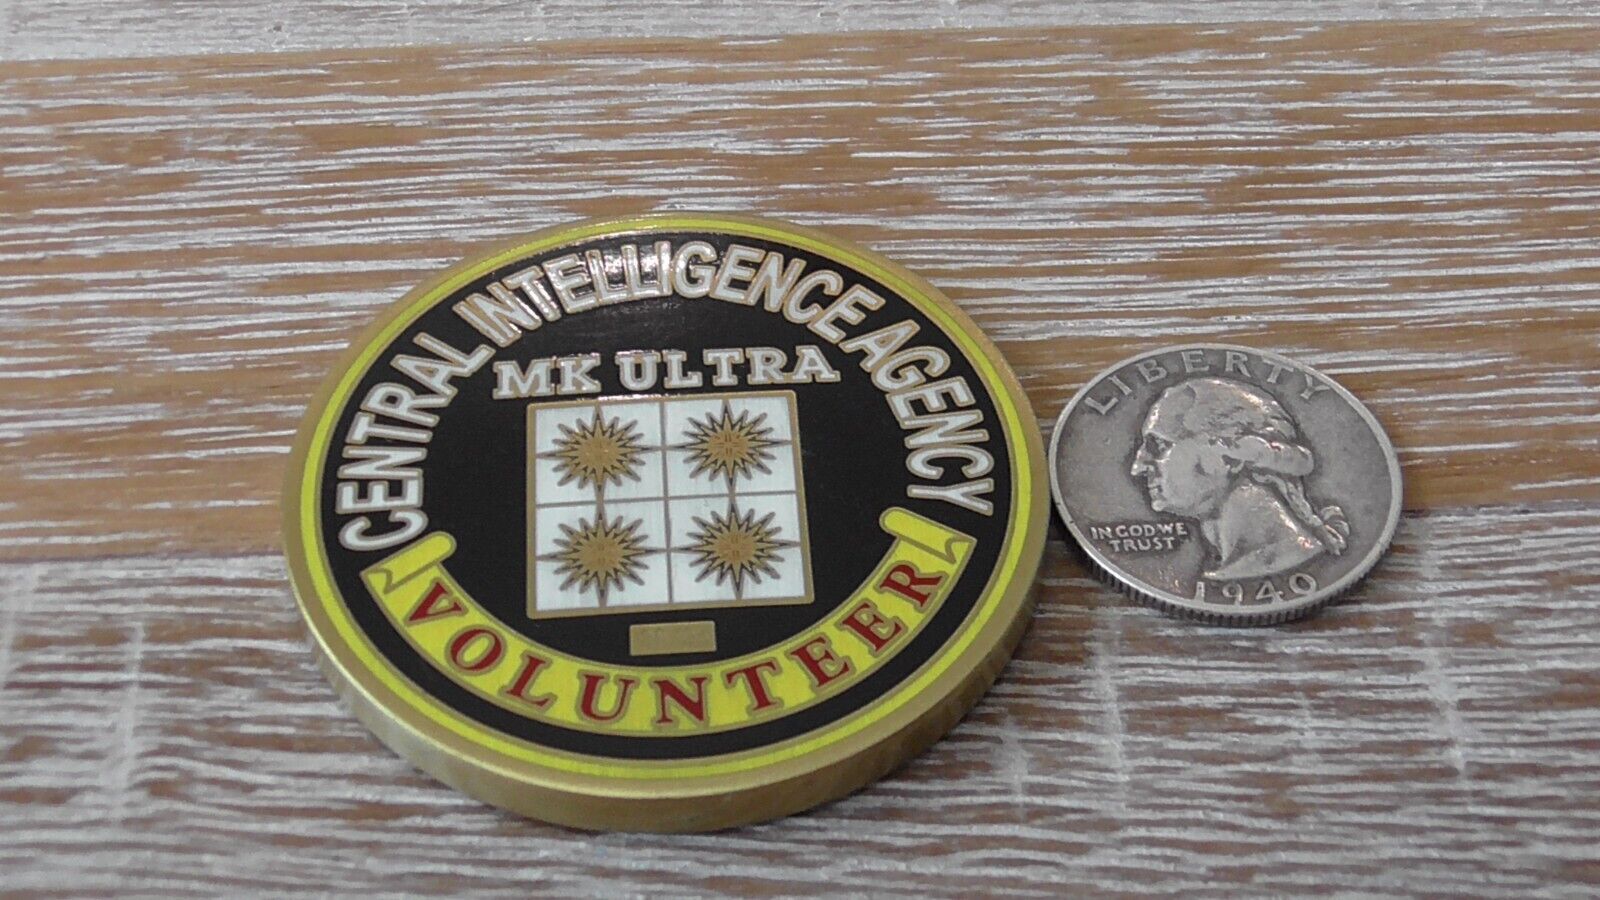 CENTRAL INTELLIGENCE AGENCY
MK ULTRA
VOLUNTEER
LIBERTY
IN GOD WE
TRUST
1940